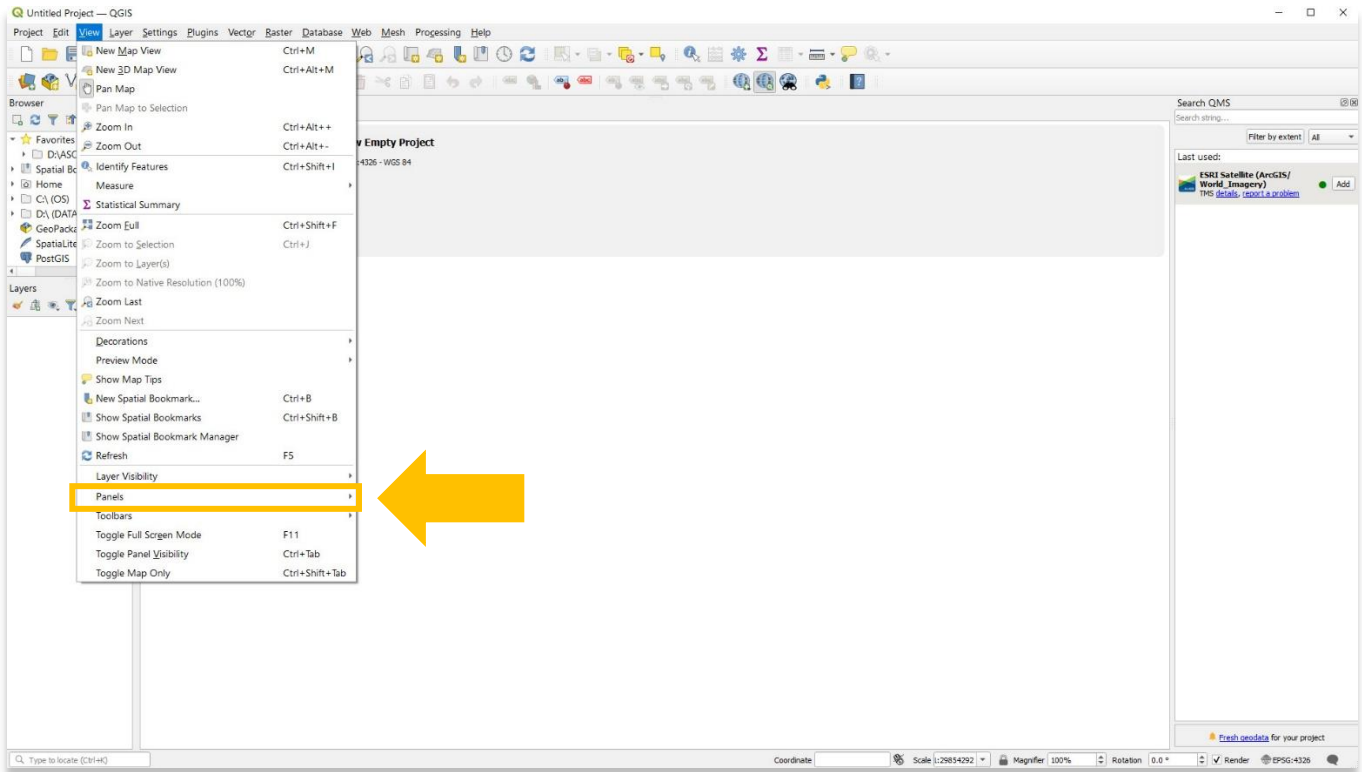 Untitled Project — QGIS
Project Edit View Layer Settings Plugins Vector Raster Database Web Mesh Processing Help
New Map View Ctrl+M
New 3D Map View Ctrl+Alt+M
Pan Map
Pan Map to Selection
Zoom In Ctrl+Alt++
Zoom Out Ctrl+Alt+-
Identify Features Ctrl+Shift+I
Measure
Statistical Summary
Zoom Full Ctrl+Shift+F
Zoom to Selection Ctrl+J
Zoom to Layer(s)
Zoom to Native Resolution (100%)
Zoom Last
Zoom Next
Decorations
Preview Mode
Show Map Tips
New Spatial Bookmark... Ctrl+B
Show Spatial Bookmarks Ctrl+Shift+B
Show Spatial Bookmark Manager
Refresh F5
Layer Visibility
Panels
Toolbars
Toggle Full Screen Mode F11
Toggle Panel Visibility Ctrl+Tab
Toggle Map Only Ctrl+Shift+Tab
Browser
Favorites
D:\ASC
Spatial Bo
Home
C:\ (OS)
D:\ (DATA
GeoPacka
SpatiaLite
PostGIS
Layers
w Empty Project
:4326 - WGS 84
Search QMS
Search string...
Filter by extent All
Last used:
ESRI Satellite (ArcGIS/
World_Imagery)
TMS details, report a problem
Add
Fresh geodata for your project
Type to locate (Ctrl+K) Coordinate Scale 1:29854292 Magnifier 100% Rotation 0.0 ° Render EPSG:4326